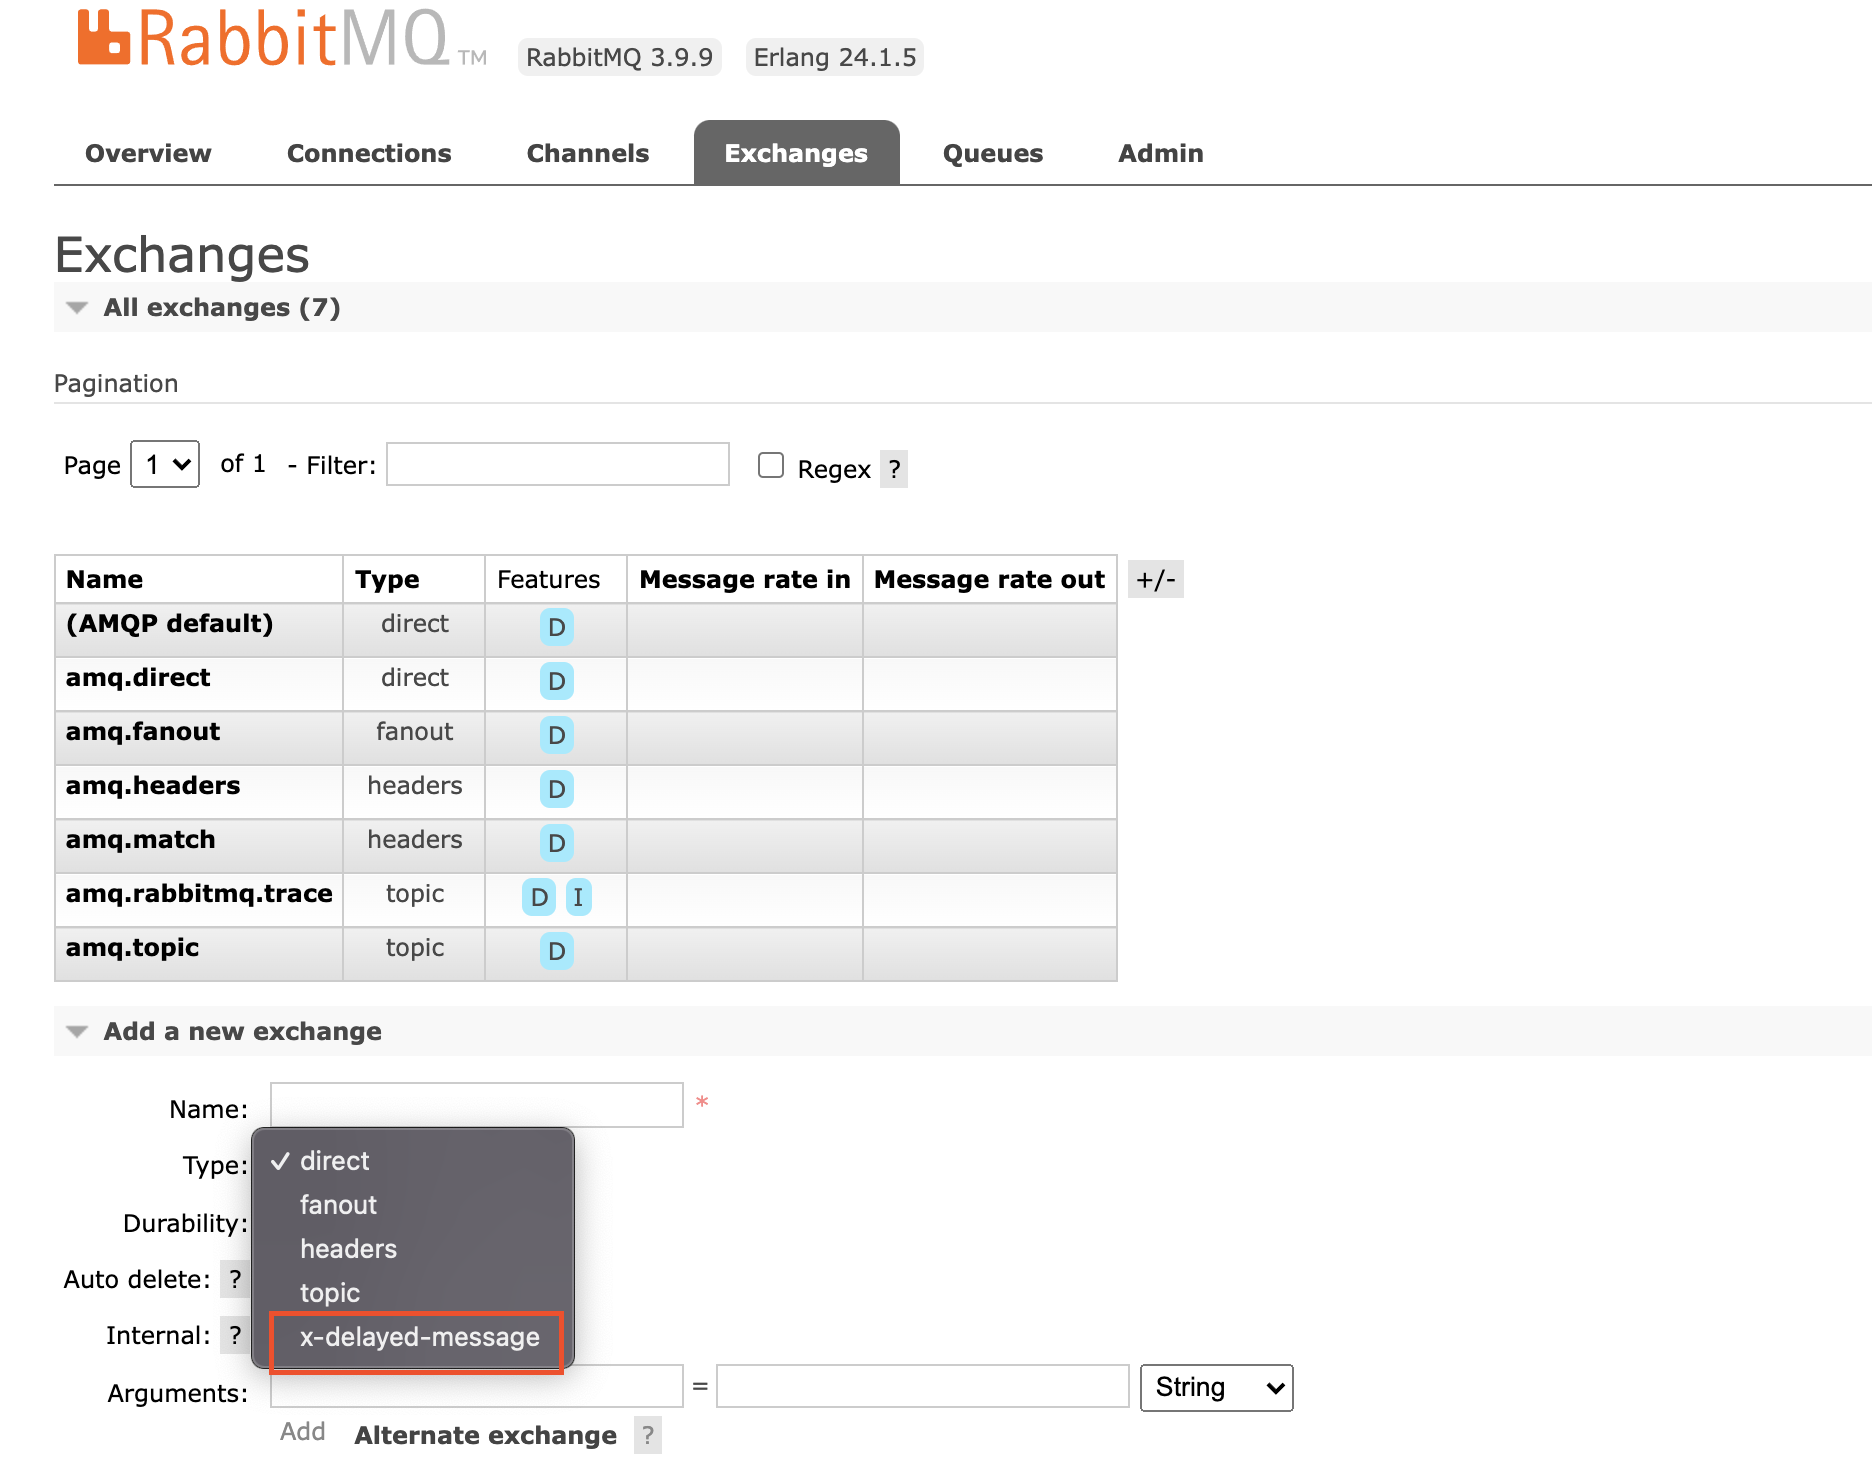 RabbitMQ TM RabbitMQ 3.9.9 Erlang 24.1.5
Overview Connections Channels Exchanges Queues Admin
Exchanges
All exchanges (7)
Pagination
Page 1 of 1 - Filter: Regex ?
Name Type Features Message rate in Message rate out +/-
(AMQP default) direct D
amq.direct direct D
amq.fanout fanout D
amq.headers headers D
amq.match headers D
amq.rabbitmq.trace topic D I
amq.topic topic D
Add a new exchange
Name: *
Type: ✓ direct
fanout
Durability:
headers
Auto delete: ?
topic
Internal: ? x-delayed-message
Arguments: = String
Add Alternate exchange ?